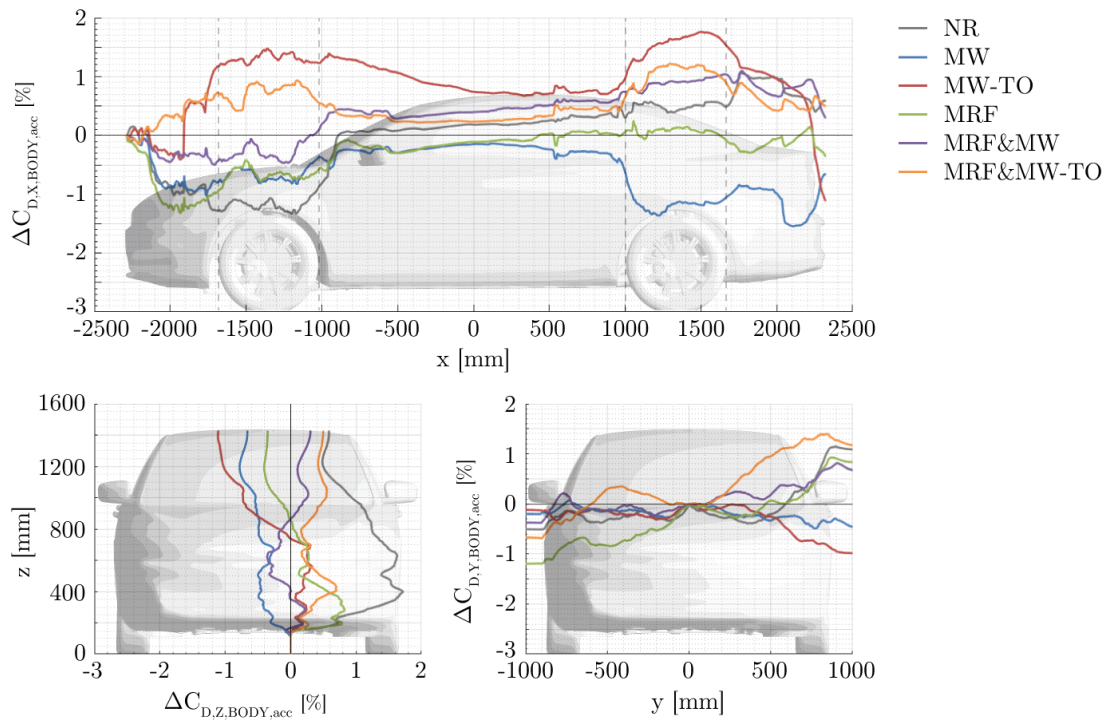 2
1
0
-1
-2
-3
ΔC_D,X,BODY,acc [%]
-2500 -2000 -1500 -1000 -500 0 500 1000 1500 2000 2500
x [mm]
NR
MW
MW-TO
MRF
MRF&MW
MRF&MW-TO
1600
1200
800
400
0
z [mm]
-3 -2 -1 0 1 2
ΔC_D,Z,BODY,acc [%]
2
1
0
-1
-2
-3
ΔC_D,Y,BODY,acc [%]
-1000 -500 0 500 1000
y [mm]